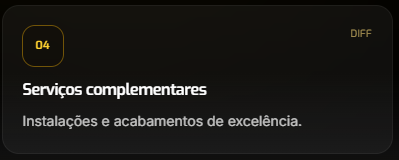 04
DIFF
Serviços complementares
Instalações e acabamentos de excelência.